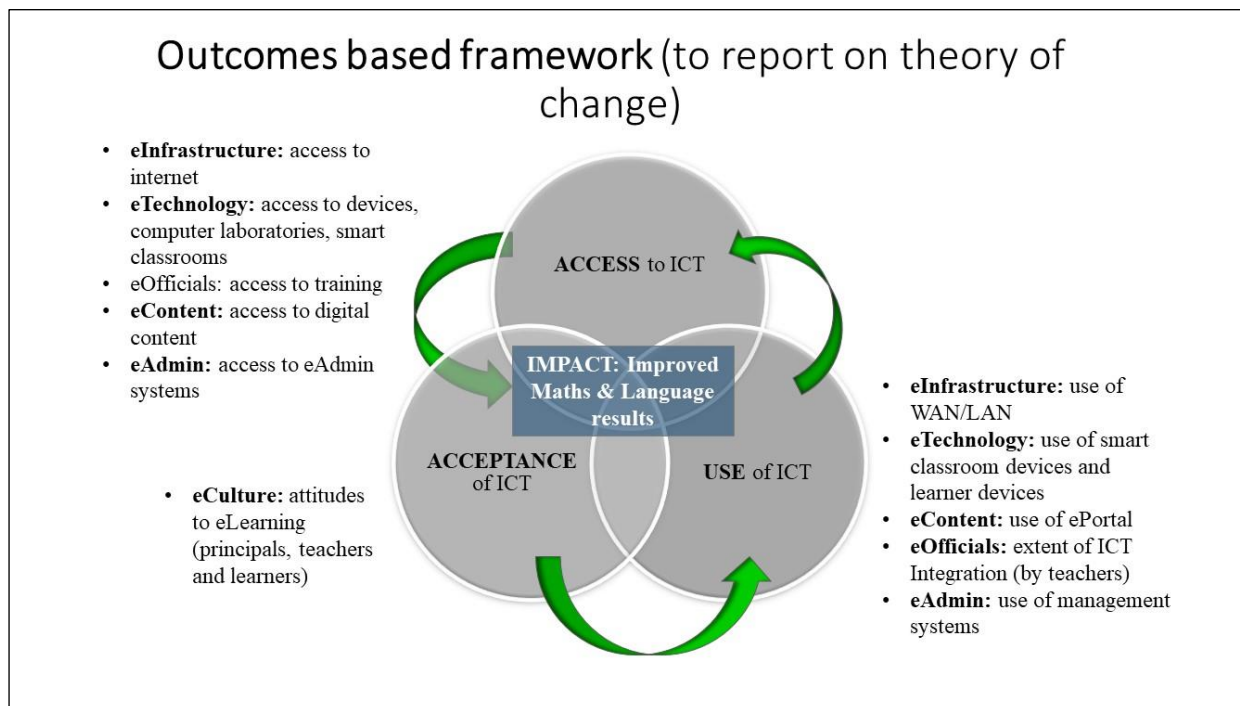 Outcomes based framework (to report on theory of
change)
• eInfrastructure: access to
internet
• eTechnology: access to devices,
computer laboratories, smart
classrooms
• eOfficials: access to training
• eContent: access to digital
content
• eAdmin: access to eAdmin
systems
• eCulture: attitudes
to eLearning
(principals, teachers
and learners)
ACCESS to ICT
IMPACT: Improved
Maths & Language
results
ACCEPTANCE
of ICT
USE of ICT
• eInfrastructure: use of
WAN/LAN
• eTechnology: use of smart
classroom devices and
learner devices
• eContent: use of ePortal
• eOfficials: extent of ICT
Integration (by teachers)
• eAdmin: use of management
systems